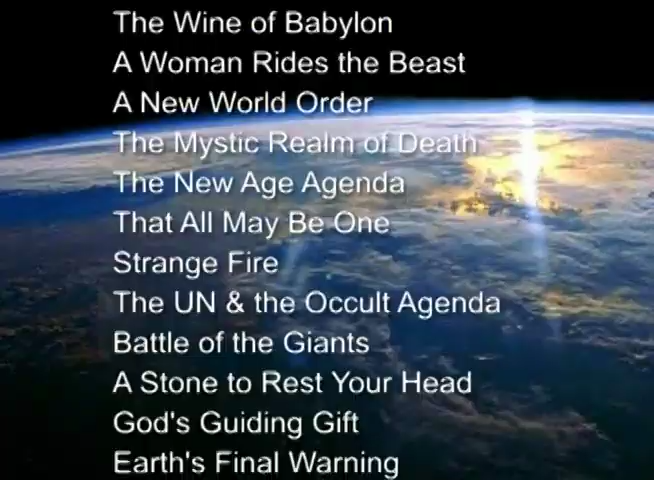 The Wine of Babylon
A Woman Rides the Beast
A New World Order
The Mystic Realm of Death
The New Age Agenda
That All May Be One
Strange Fire
The UN & the Occult Agenda
Battle of the Giants
A Stone to Rest Your Head
God's Guiding Gift
Earth's Final Warning